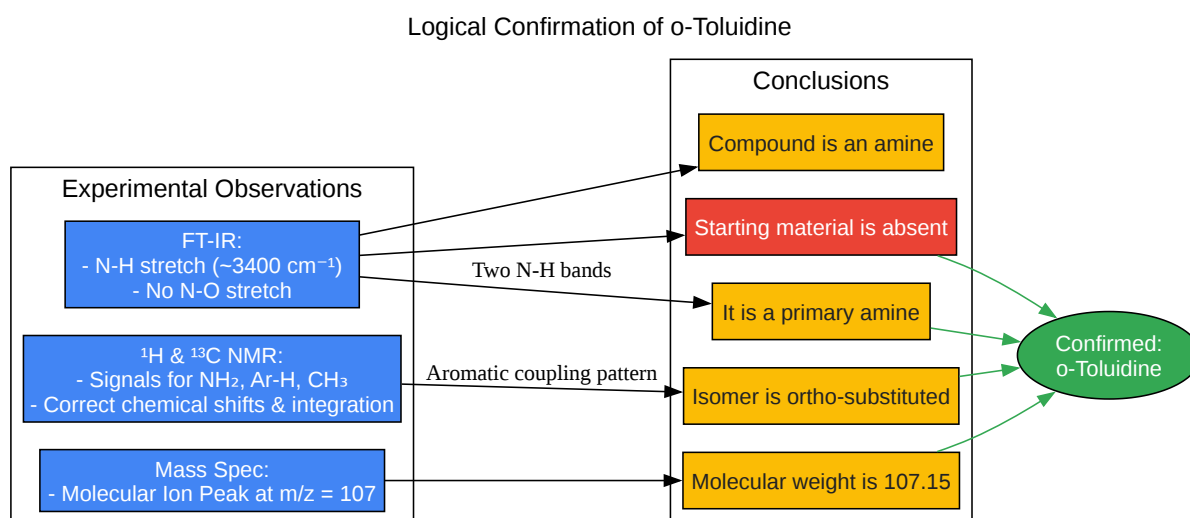 Logical Confirmation of o-Toluidine
Experimental Observations
FT-IR:
- N-H stretch (~3400 cm⁻¹)
- No N-O stretch
¹H & ¹³C NMR:
- Signals for NH₂, Ar-H, CH₃
- Correct chemical shifts & integration
Mass Spec:
- Molecular Ion Peak at m/z = 107
Two N-H bands
Aromatic coupling pattern
Conclusions
Compound is an amine
Starting material is absent
It is a primary amine
Isomer is ortho-substituted
Molecular weight is 107.15
Confirmed:
o-Toluidine